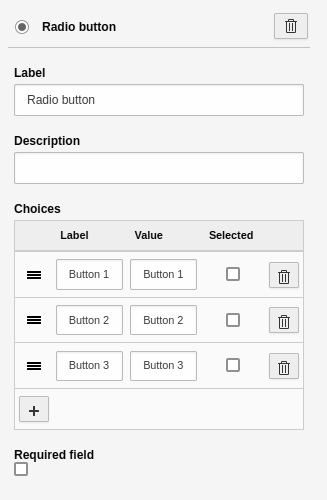 Radio button
Label
Radio button
Description
Choices
Label Value Selected
Button 1 Button 1
Button 2 Button 2
Button 3 Button 3
+
Required field